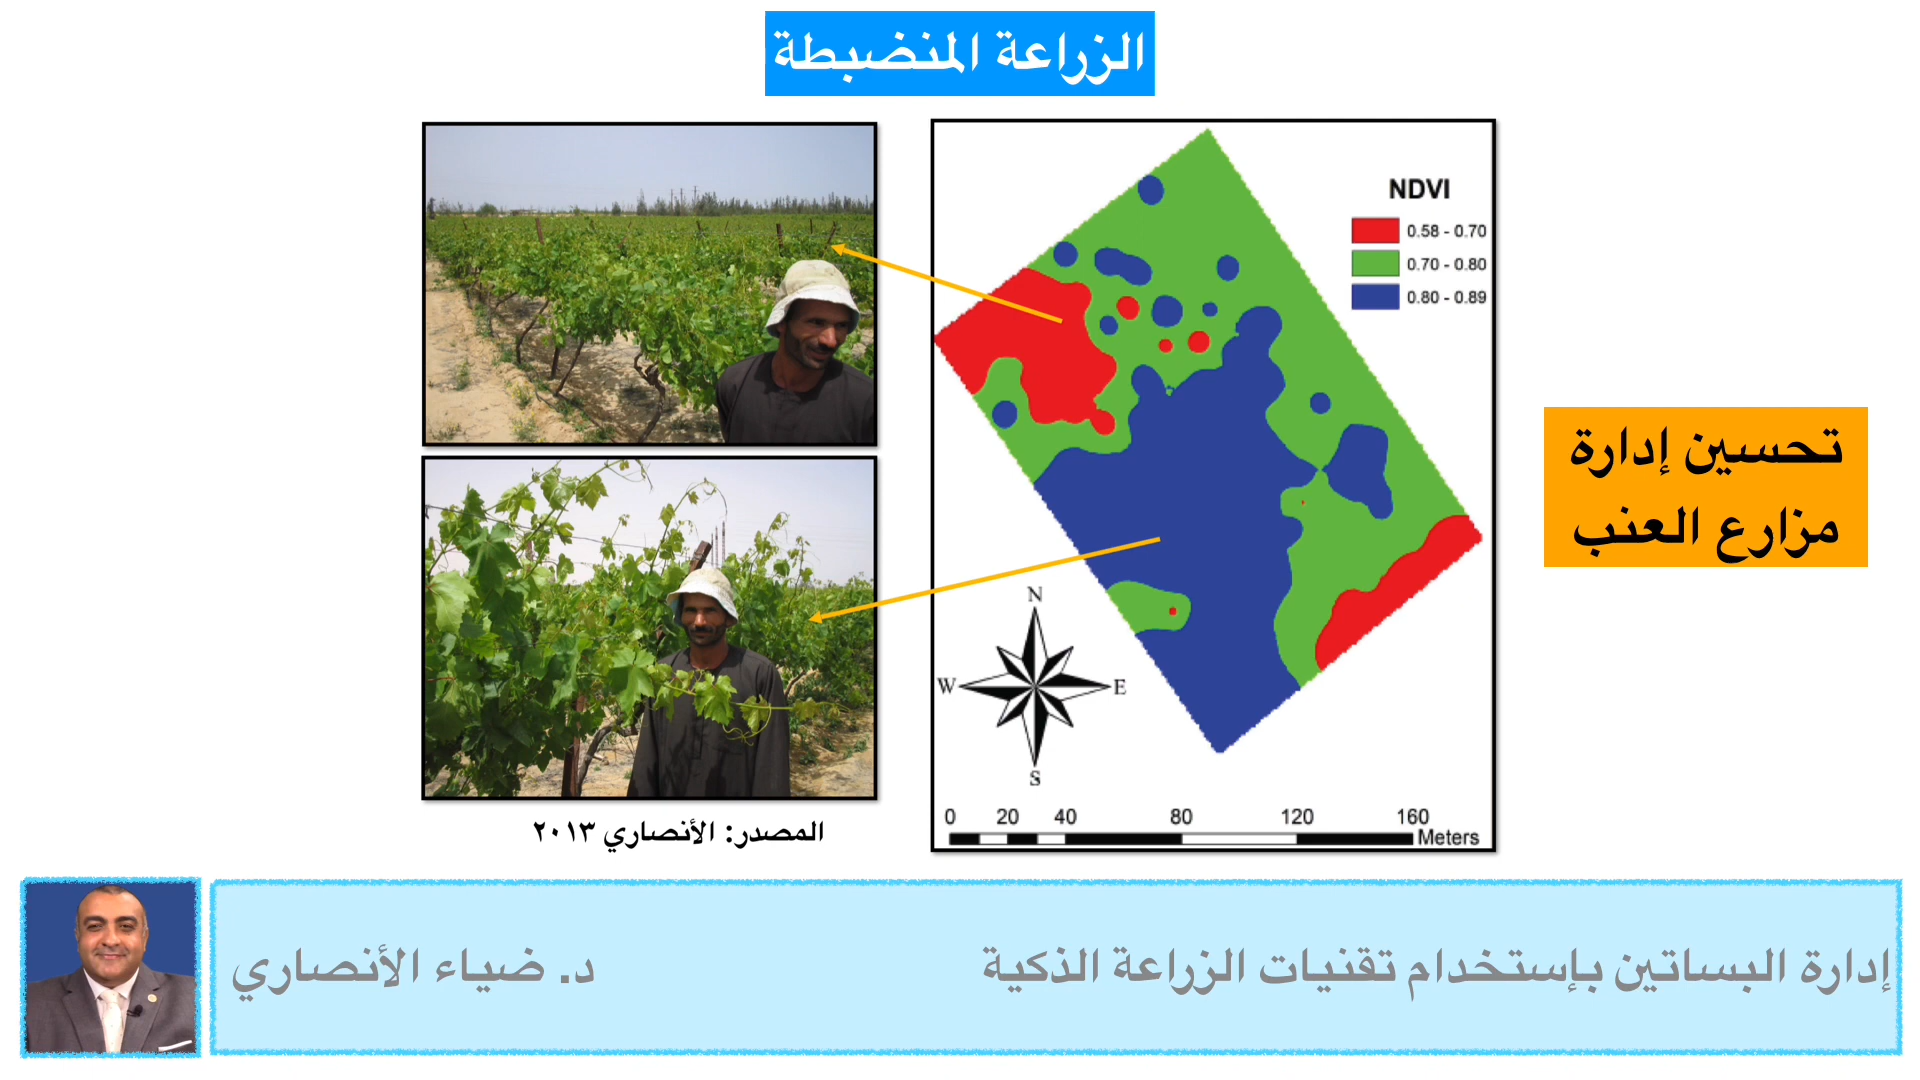 الزراعة المنضبطة
NDVI
0.58 - 0.70
0.70 - 0.80
0.80 - 0.89
تحسين إدارة
مزارع العنب
N
W E
S
0 20 40 80 120 160
Meters
المصدر: الأنصاري ٢٠١٣
إدارة البساتين بإستخدام تقنيات الزراعة الذكية
د. ضياء الأنصاري